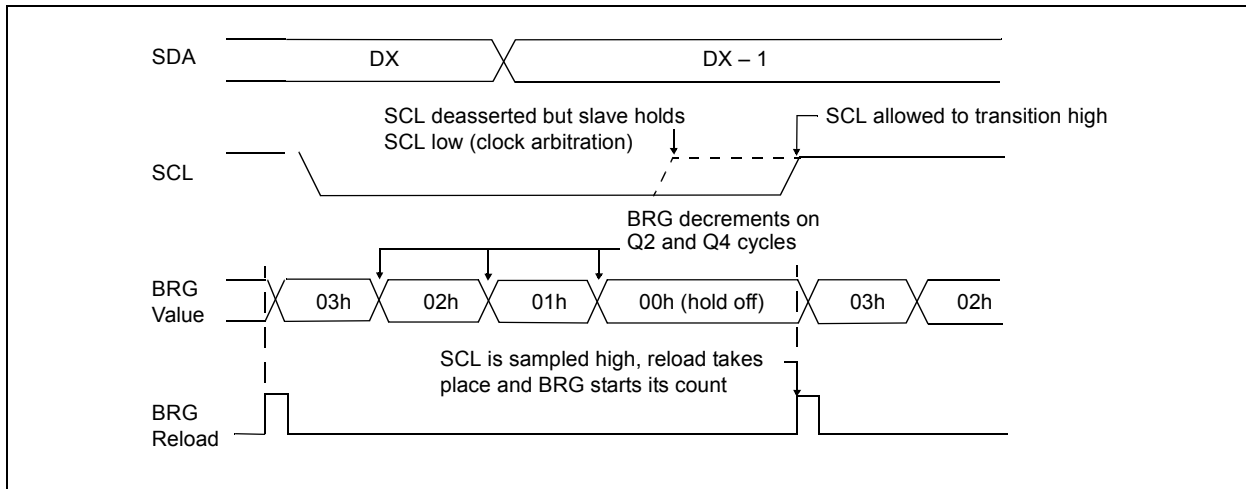 SDA
DX
DX – 1
SCL deasserted but slave holds
SCL low (clock arbitration)
SCL allowed to transition high
SCL
BRG decrements on
Q2 and Q4 cycles
BRG
Value
03h
02h
01h
00h (hold off)
03h
02h
SCL is sampled high, reload takes
place and BRG starts its count
BRG
Reload